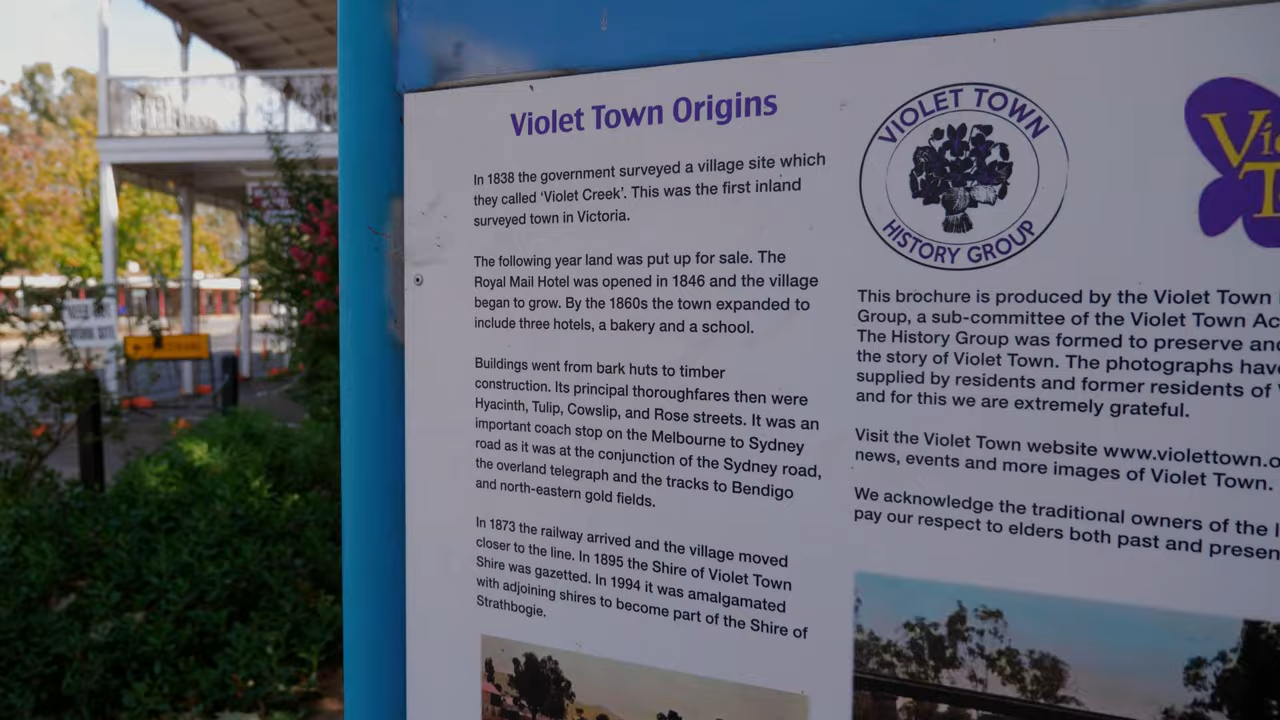 Violet Town Origins
In 1838 the government surveyed a village site which
they called ‘Violet Creek’. This was the first inland
surveyed town in Victoria.
The following year land was put up for sale. The
Royal Mail Hotel was opened in 1846 and the village
began to grow. By the 1860s the town expanded to
include three hotels, a bakery and a school.
Buildings went from bark huts to timber
construction. Its principal thoroughfares then were
Hyacinth, Tulip, Cowslip, and Rose streets. It was an
important coach stop on the Melbourne to Sydney
road as it was at the conjunction of the Sydney road,
the overland telegraph and the tracks to Bendigo
and north-eastern gold fields.
In 1873 the railway arrived and the village moved
closer to the line. In 1895 the Shire of Violet Town
Shire was gazetted. In 1994 it was amalgamated
with adjoining shires to become part of the Shire of
Strathbogie.
VIOLET TOWN
HISTORY GROUP
Vio
T
This brochure is produced by the Violet Town
Group, a sub-committee of the Violet Town Ac
The History Group was formed to preserve and
the story of Violet Town. The photographs have
supplied by residents and former residents of
and for this we are extremely grateful.
Visit the Violet Town website www.violettown.o
news, events and more images of Violet Town.
We acknowledge the traditional owners of the l
pay our respect to elders both past and presen